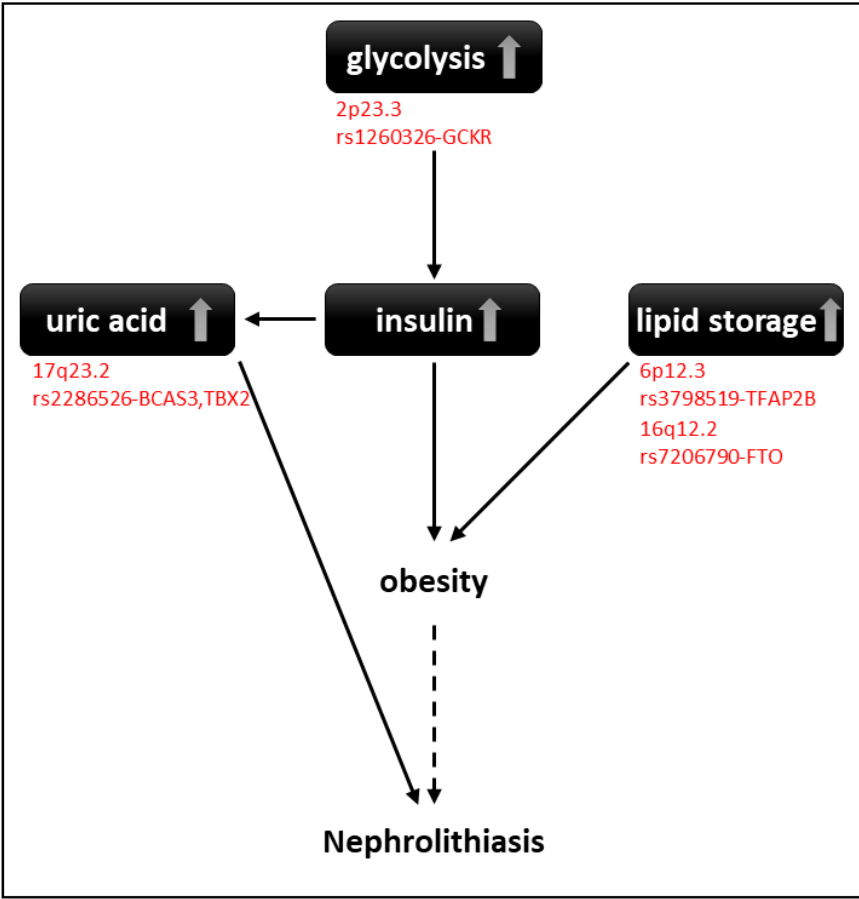 glycolysis
2p23.3
rs1260326-GCKR
uric acid
insulin
lipid storage
17q23.2
rs2286526-BCAS3,TBX2
6p12.3
rs3798519-TFAP2B
16q12.2
rs7206790-FTO
obesity
Nephrolithiasis